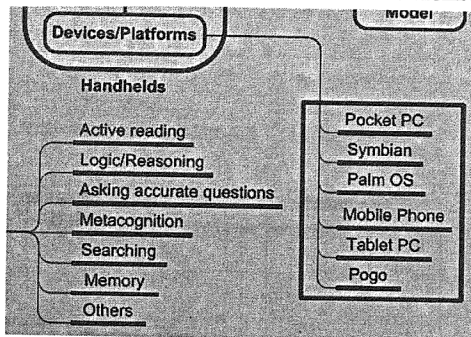 Model
Devices/Platforms
Handhelds
Active reading
Logic/Reasoning
Asking accurate questions
Metacognition
Searching
Memory
Others
Pocket PC
Symbian
Palm OS
Mobile Phone
Tablet PC
Pogo